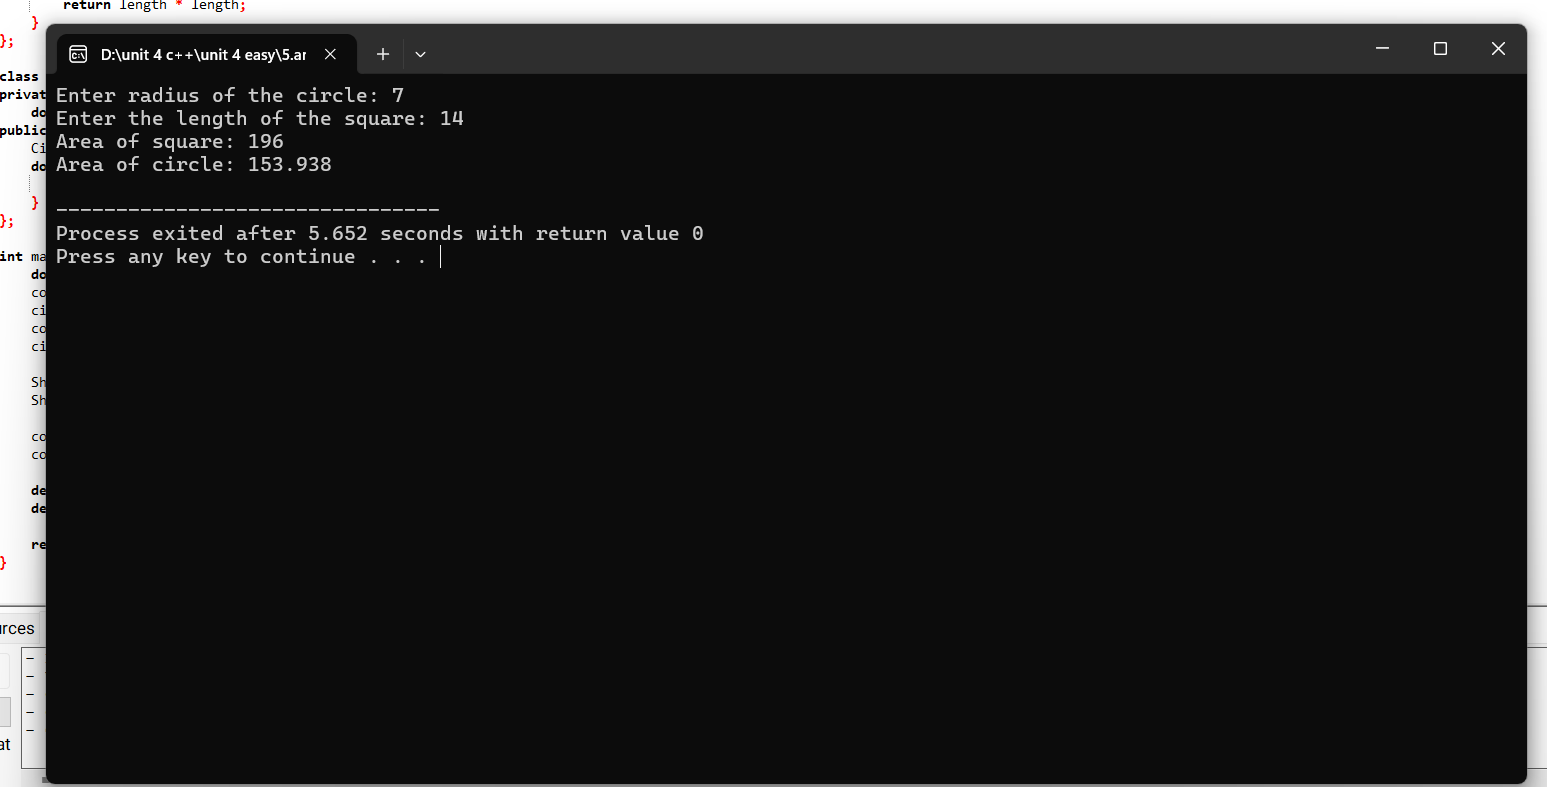 return length * length;
}
};
D:\unit 4 c++\unit 4 easy\5.ar
class
privat
do
public
Ci
do
}
};
int ma
do
co
ci
co
ci
Sh
Sh
co
co
de
de
re
}
Enter radius of the circle: 7
Enter the length of the square: 14
Area of square: 196
Area of circle: 153.938
--------------------------------
Process exited after 5.652 seconds with return value 0
Press any key to continue . . .
urces
-
-
-
-
-
at